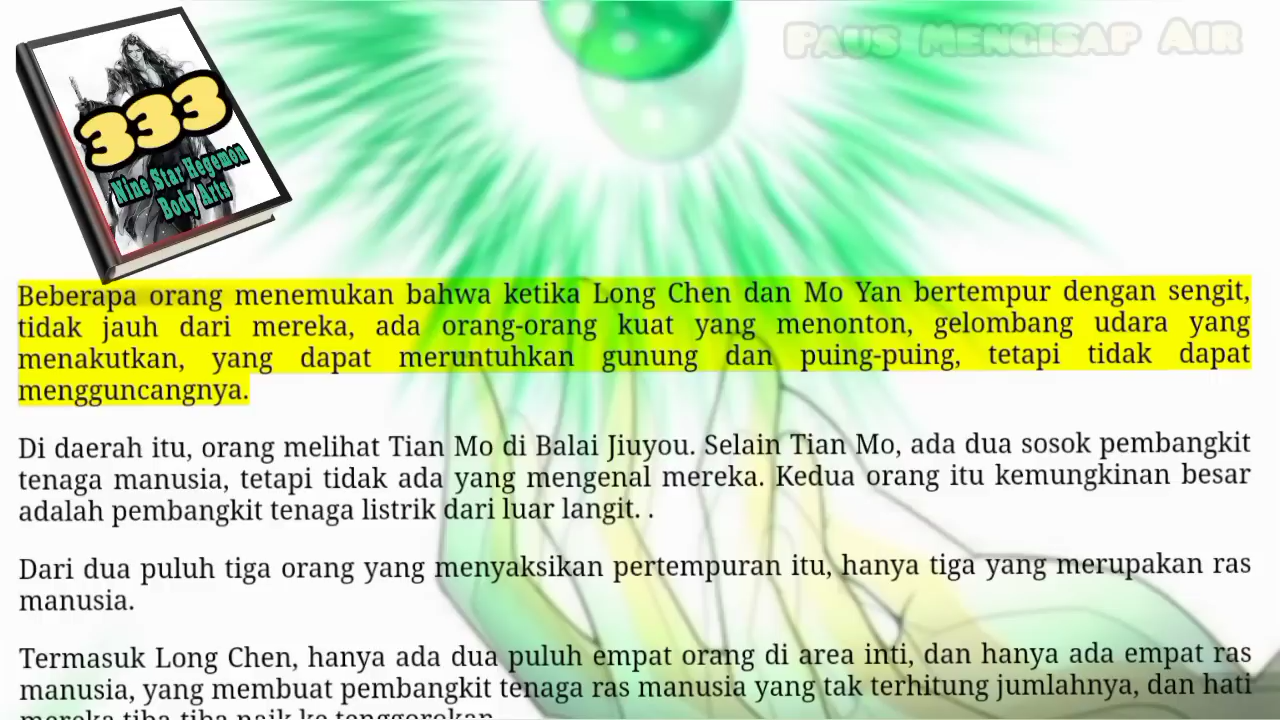 Paus Mengisap Air
333
Nine Star Hegemon
Body Arts
Beberapa orang menemukan bahwa ketika Long Chen dan Mo Yan bertempur dengan sengit,
tidak jauh dari mereka, ada orang-orang kuat yang menonton, gelombang udara yang
menakutkan, yang dapat meruntuhkan gunung dan puing-puing, tetapi tidak dapat
mengguncangnya.
Di daerah itu, orang melihat Tian Mo di Balai Jiuyou. Selain Tian Mo, ada dua sosok pembangkit
tenaga manusia, tetapi tidak ada yang mengenal mereka. Kedua orang itu kemungkinan besar
adalah pembangkit tenaga listrik dari luar langit. .
Dari dua puluh tiga orang yang menyaksikan pertempuran itu, hanya tiga yang merupakan ras
manusia.
Termasuk Long Chen, hanya ada dua puluh empat orang di area inti, dan hanya ada empat ras
manusia, yang membuat pembangkit tenaga ras manusia yang tak terhitung jumlahnya, dan hati
mereka tiba-tiba naik ke tenggorokan.